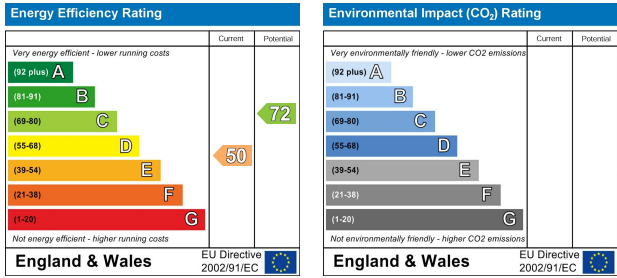 Energy Efficiency Rating
Current Potential
Very energy efficient - lower running costs
(92 plus) A
(81-91) B
(69-80) C
72
(55-68) D
50
(39-54) E
(21-38) F
(1-20) G
Not energy efficient - higher running costs
England & Wales
EU Directive
2002/91/EC
Environmental Impact (CO₂) Rating
Current Potential
Very environmentally friendly - lower CO2 emissions
(92 plus) A
(81-91) B
(69-80) C
(55-68) D
(39-54) E
(21-38) F
(1-20) G
Not environmentally friendly - higher CO2 emissions
England & Wales
EU Directive
2002/91/EC